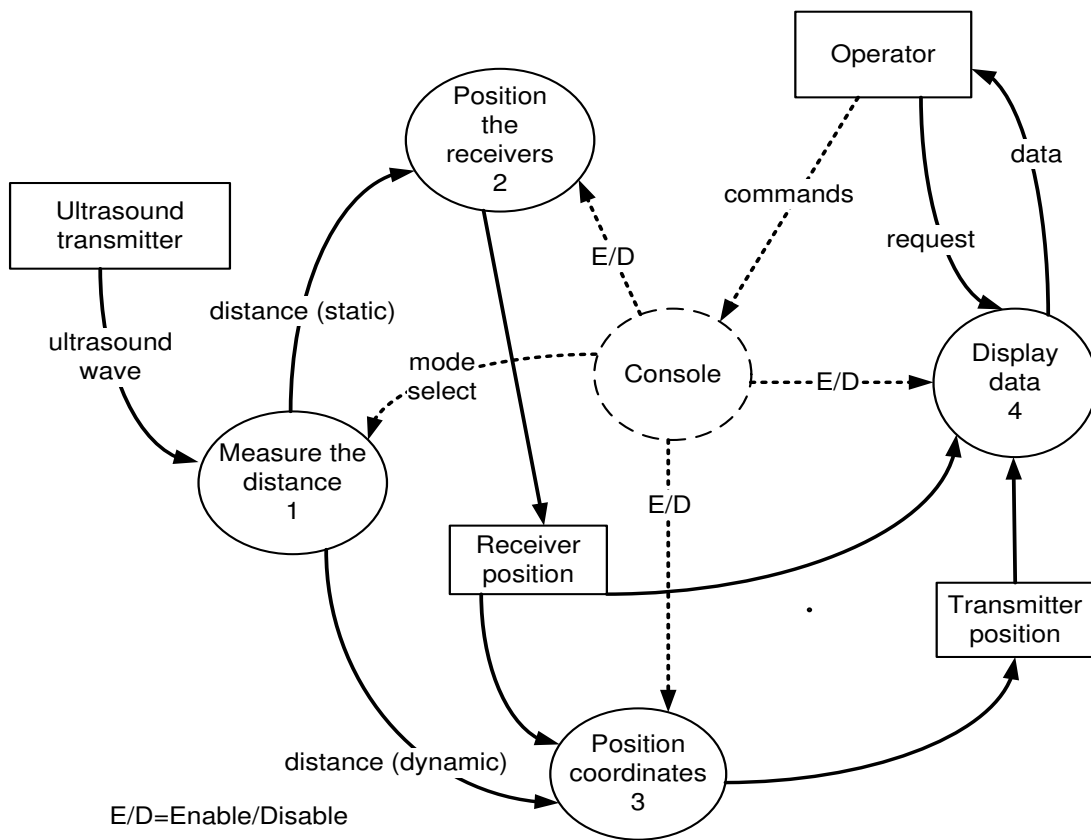 Position
the
receivers
2
Operator
data
Ultrasound
transmitter
commands
request
E/D
distance (static)
ultrasound
wave
mode
select
Console
E/D
Display
data
4
Measure the
distance
1
E/D
Receiver
position
Transmitter
position
distance (dynamic)
Position
coordinates
3
E/D=Enable/Disable